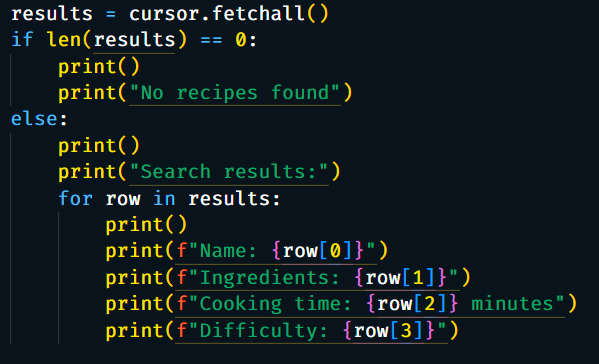 results = cursor.fetchall()
if len(results) == 0:
    print()
    print("No recipes found")
else:
    print()
    print("Search results:")
    for row in results:
        print()
        print(f"Name: {row[0]}")
        print(f"Ingredients: {row[1]}")
        print(f"Cooking time: {row[2]} minutes")
        print(f"Difficulty: {row[3]}")